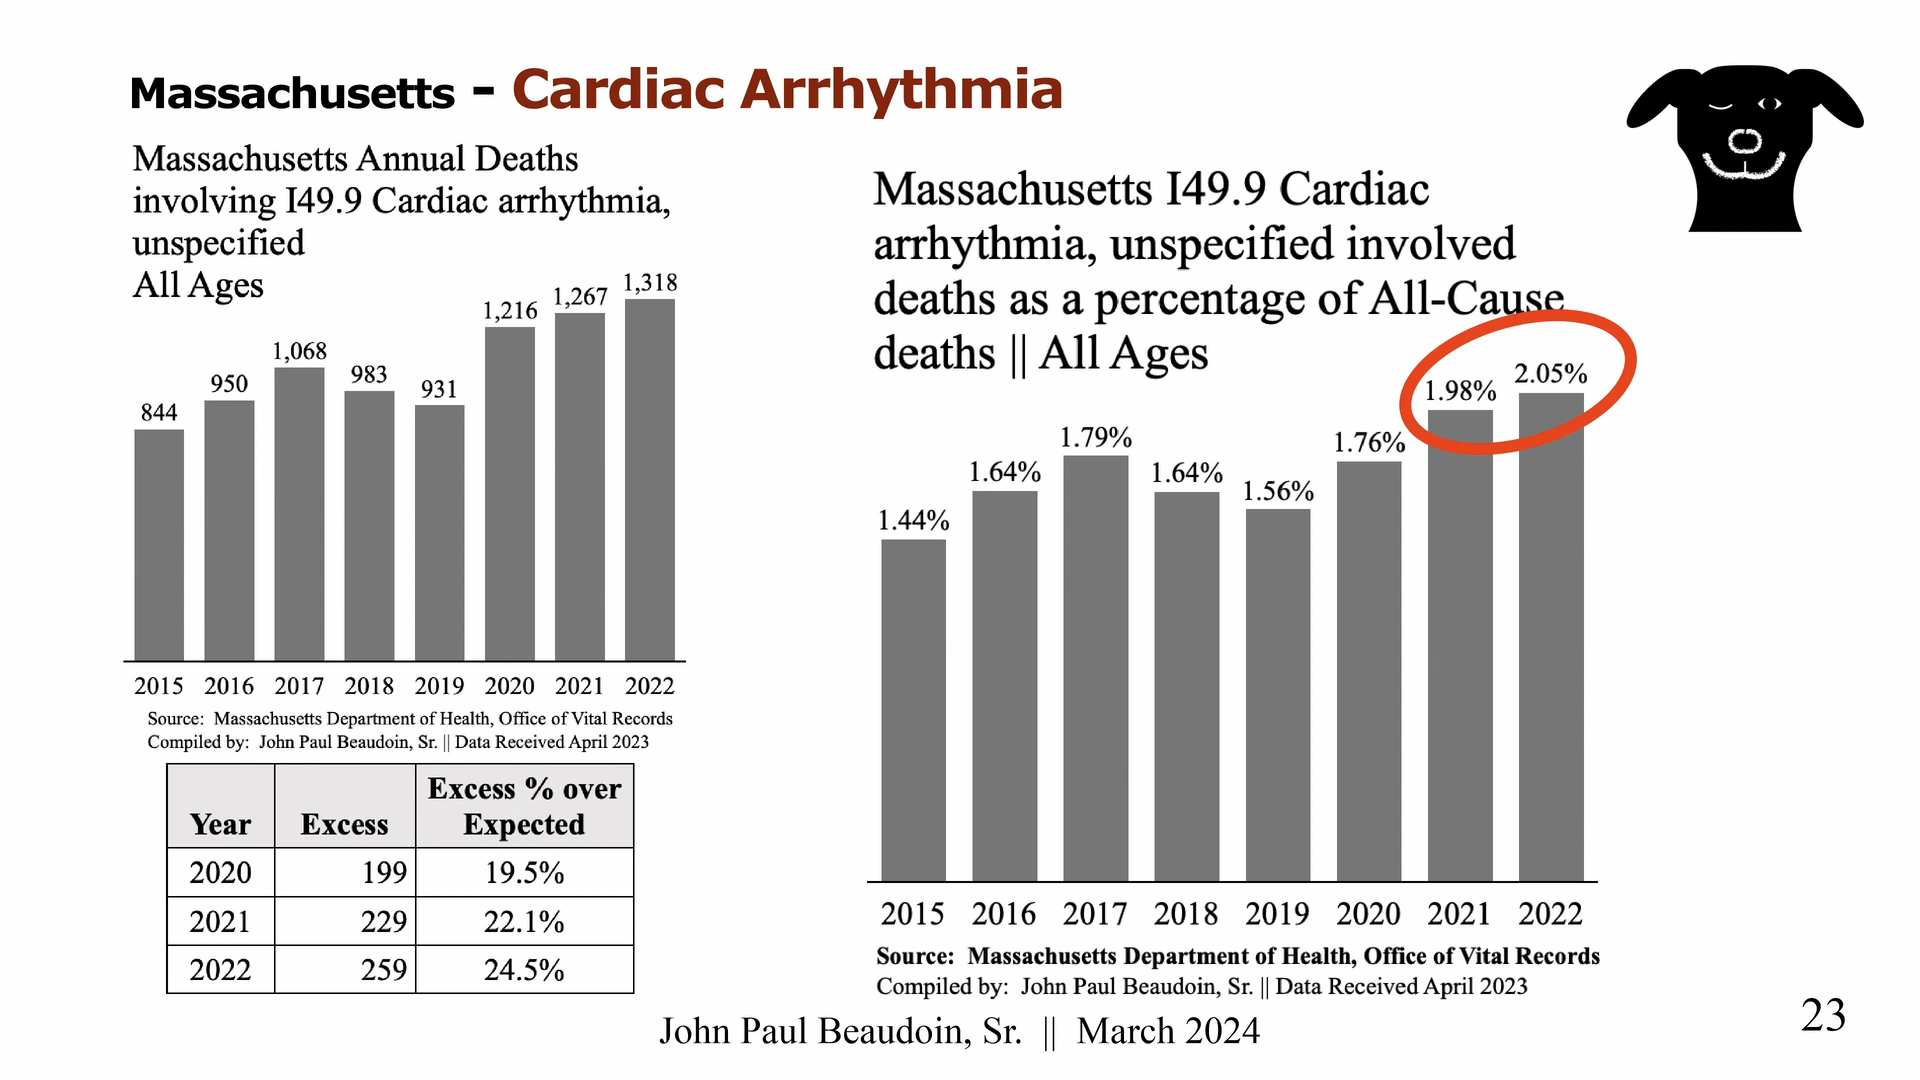 Massachusetts - Cardiac Arrhythmia
Massachusetts Annual Deaths
involving I49.9 Cardiac arrhythmia,
unspecified
All Ages
844
950
1,068
983
931
1,216
1,267
1,318
2015 2016 2017 2018 2019 2020 2021 2022
Source: Massachusetts Department of Health, Office of Vital Records
Compiled by: John Paul Beaudoin, Sr. || Data Received April 2023
Year Excess Excess % over Expected
2020 199 19.5%
2021 229 22.1%
2022 259 24.5%
Massachusetts I49.9 Cardiac
arrhythmia, unspecified involved
deaths as a percentage of All-Cause
deaths || All Ages
1.44%
1.64%
1.79%
1.64%
1.56%
1.76%
1.98%
2.05%
2015 2016 2017 2018 2019 2020 2021 2022
Source: Massachusetts Department of Health, Office of Vital Records
Compiled by: John Paul Beaudoin, Sr. || Data Received April 2023
John Paul Beaudoin, Sr. || March 2024
23